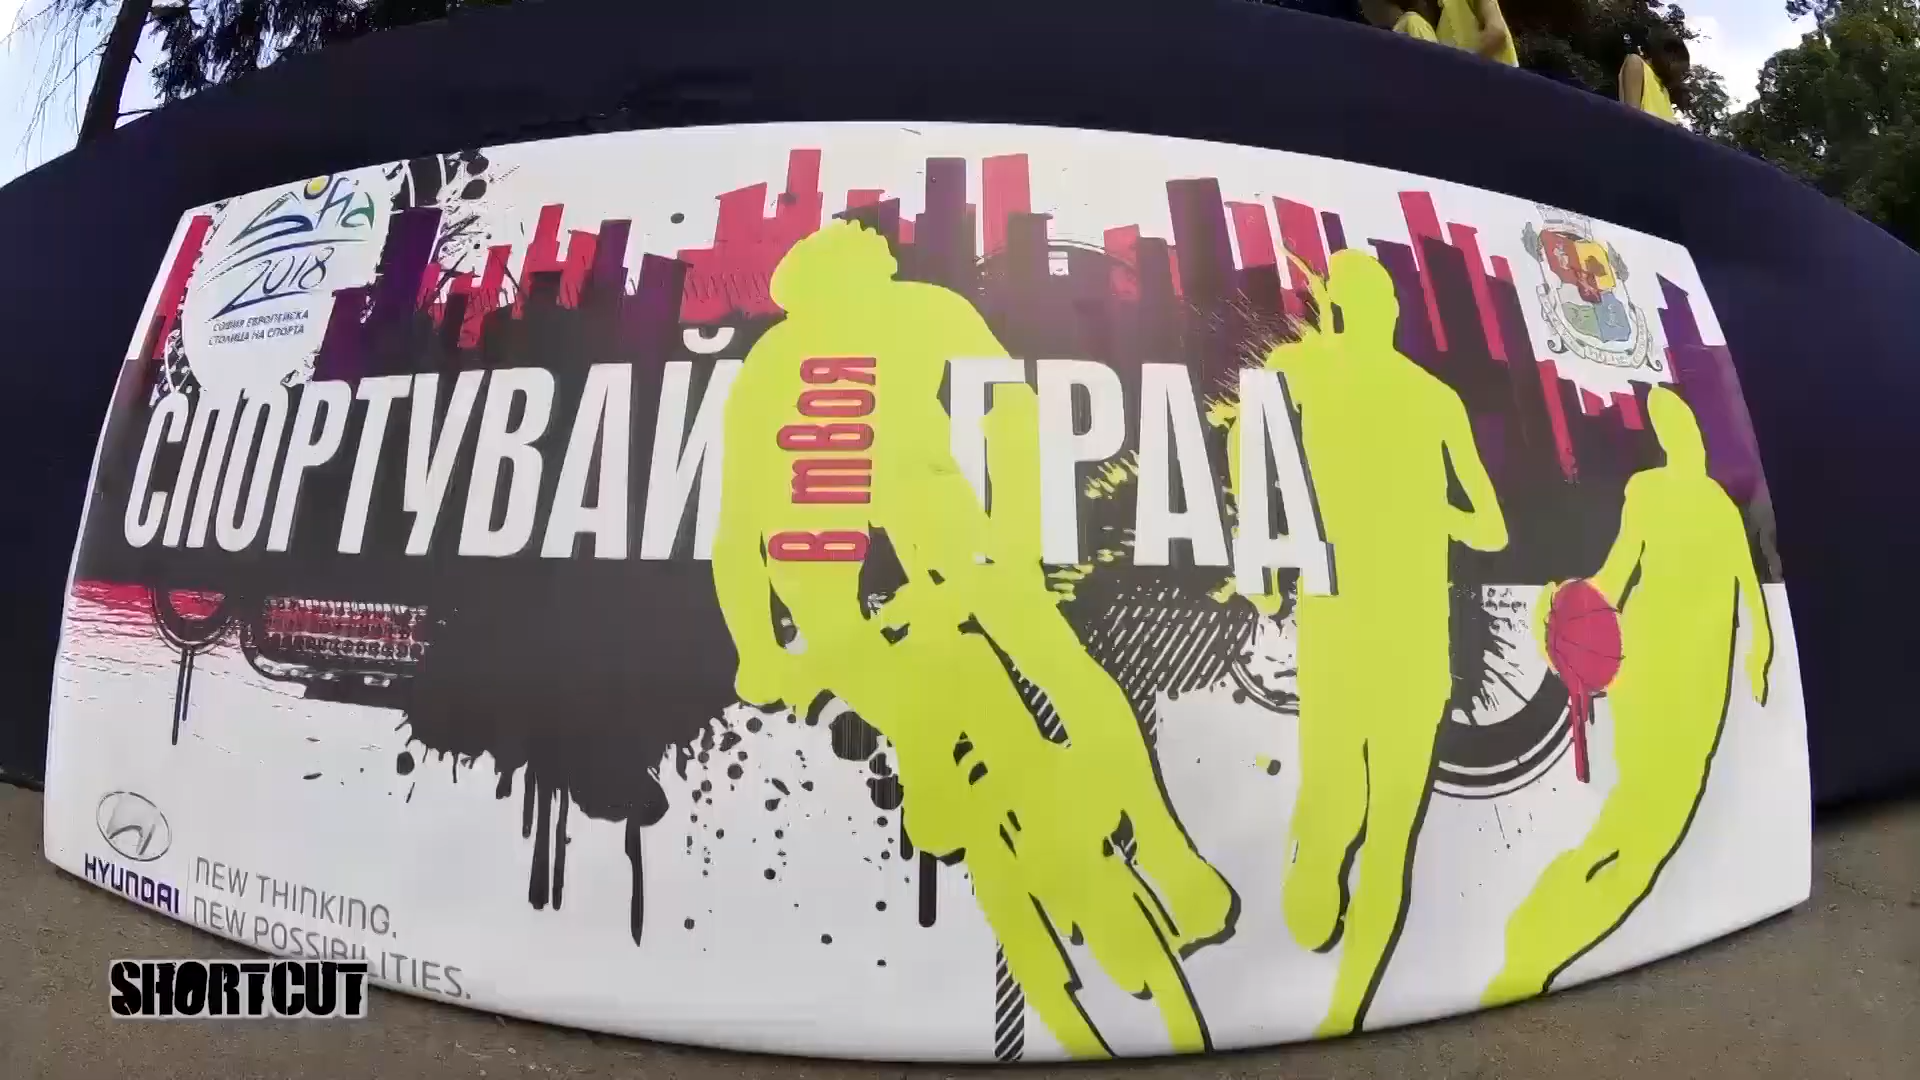 Sofia
2018
СОФИЯ ЕВРОПЕЙСКА
СТОЛИЦА НА СПОРТА
СПОРТУВАЙ
в твоя
ГРАД
HYUNDAI
NEW THINKING.
NEW POSSIBILITIES.
SHORTCUT